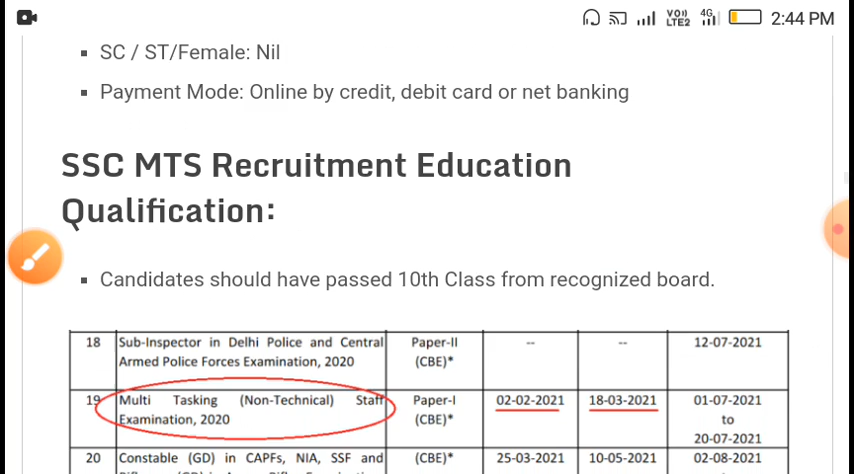 VO)) LTE2 4G 2:44 PM
▪ SC / ST/Female: Nil
▪ Payment Mode: Online by credit, debit card or net banking
SSC MTS Recruitment Education
Qualification:
▪ Candidates should have passed 10th Class from recognized board.
18 Sub-Inspector in Delhi Police and Central Paper-II -- -- 12-07-2021
Armed Police Forces Examination, 2020 (CBE)*
19 Multi Tasking (Non-Technical) Staff Paper-I 02-02-2021 18-03-2021 01-07-2021
Examination, 2020 (CBE)* to
20-07-2021
20 Constable (GD) in CAPFs, NIA, SSF and (CBE)* 25-03-2021 10-05-2021 02-08-2021